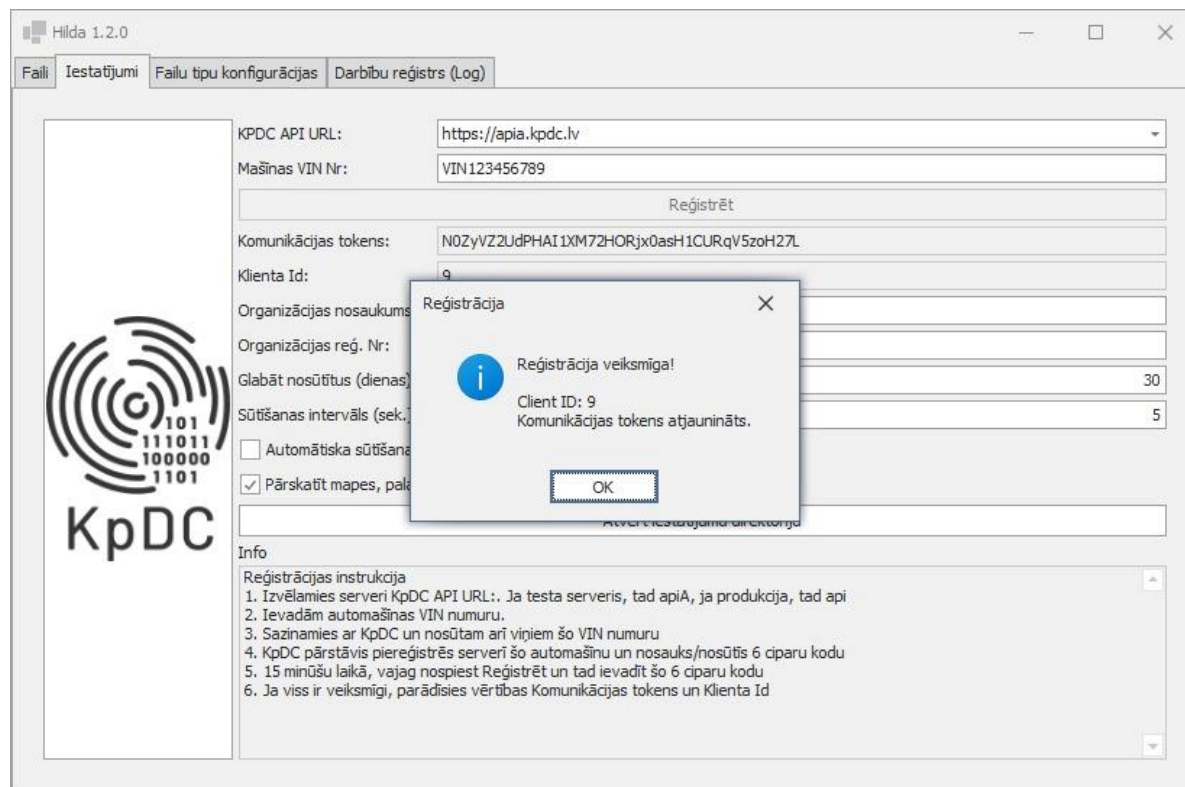 Hilda 1.2.0
Faili Iestatījumi Failu tipu konfigurācijas Darbību reģistrs (Log)
KPDC API URL: https://apia.kpdc.lv
Mašīnas VIN Nr: VIN123456789
Reģistrēt
Komunikācijas tokens: N0ZyVZ2UdPHAI1XM72HORjx0asH1CURqV5zoH27L
Klienta Id: 9
Organizācijas nosaukums
Organizācijas reģ. Nr:
Glabāt nosūtītus (dienas) 30
Sūtīšanas intervāls (sek.) 5
Automātiska sūtīšana
Pārskatīt mapes,
Reģistrācija
Reģistrācija veiksmīga!
Client ID: 9
Komunikācijas tokens atjaunināts.
OK
101
111011
100000
1101
KpDC
Info
Reģistrācijas instrukcija
1. Izvēlamies serveri KpDC API URL:. Ja testa serveris, tad apiA, ja produkcija, tad api
2. Ievadām automašīnas VIN numuru.
3. Sazinamies ar KpDC un nosūtam arī viņiem šo VIN numuru
4. KpDC pārstāvis piereģistrēs serverī šo automašīnu un nosauks/nosūtīs 6 ciparu kodu
5. 15 minūšu laikā, vajag nospiest Reģistrēt un tad ievadīt šo 6 ciparu kodu
6. Ja viss ir veiksmīgi, parādīsies vērtības Komunikācijas tokens un Klienta Id